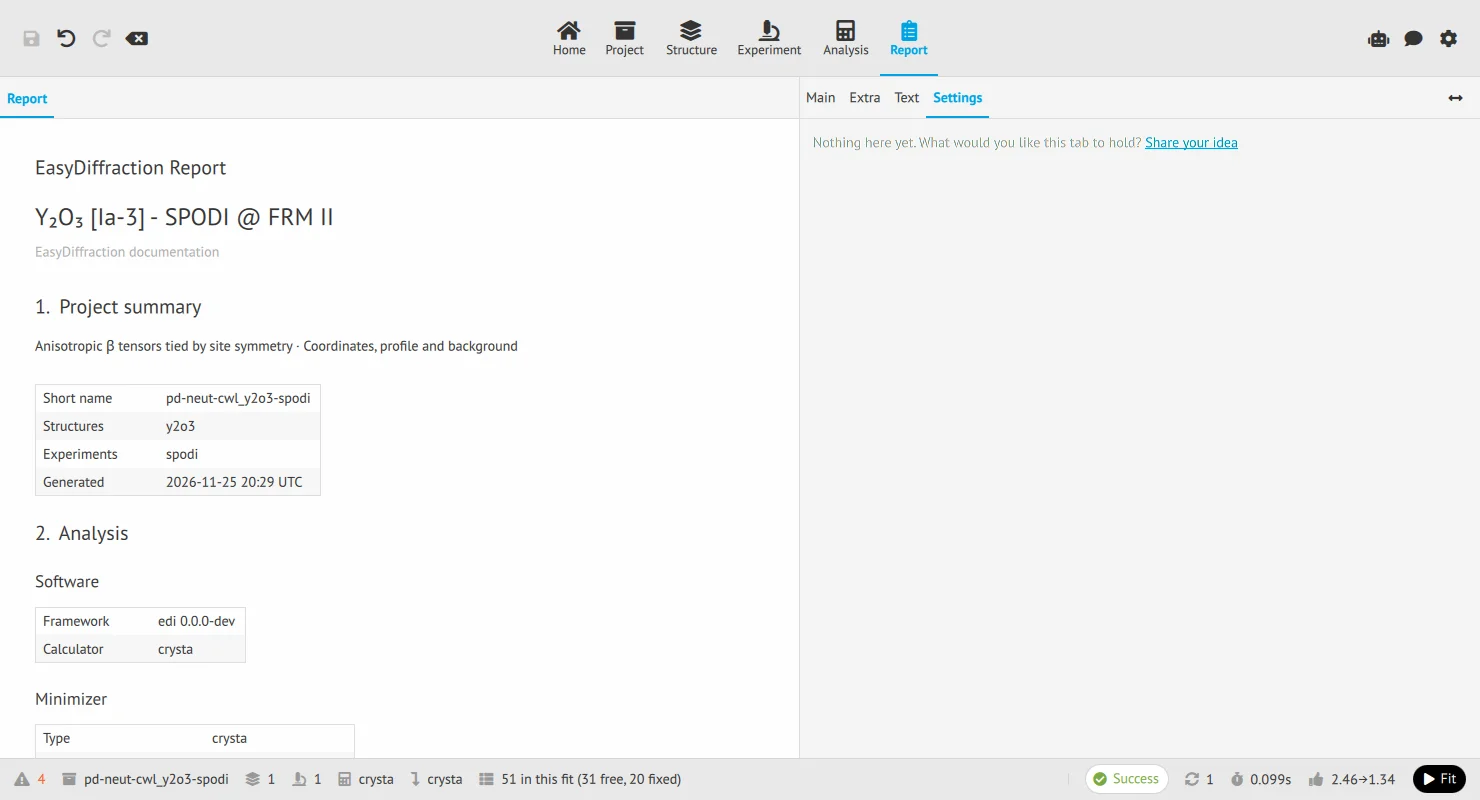 Home Project Structure Experiment Analysis Report
Report
Main Extra Text Settings
Nothing here yet. What would you like this tab to hold? Share your idea
EasyDiffraction Report
Y₂O₃ [Ia-3] - SPODI @ FRM II
EasyDiffraction documentation
1. Project summary
Anisotropic β tensors tied by site symmetry · Coordinates, profile and background
Short name pd-neut-cwl_y2o3-spodi
Structures y2o3
Experiments spodi
Generated 2026-11-25 20:29 UTC
2. Analysis
Software
Framework edi 0.0.0-dev
Calculator crysta
Minimizer
Type crysta
4 pd-neut-cwl_y2o3-spodi 1 1 crysta crysta 51 in this fit (31 free, 20 fixed) Success 1 0.099s 2.46→1.34 Fit